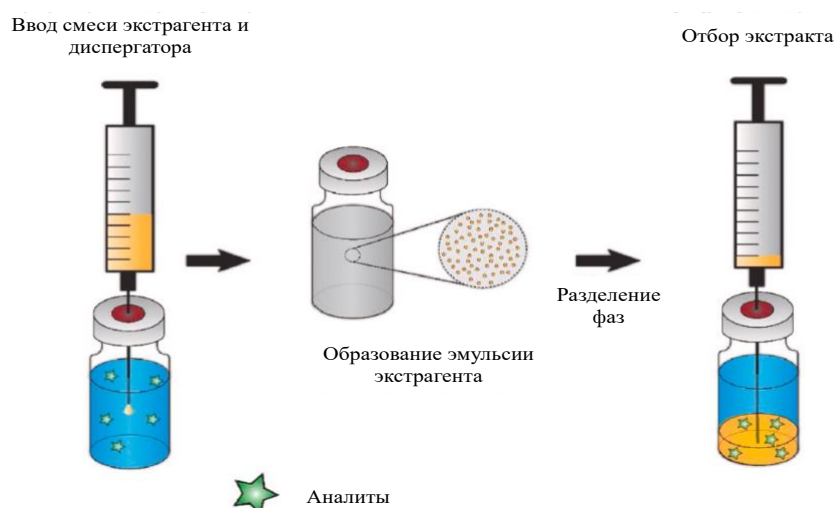 Ввод смеси экстрагента и
диспергатора
Отбор экстракта
Образование эмульсии
экстрагента
Разделение
фаз
Аналиты